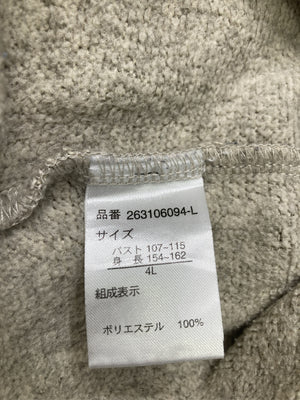 品番 263106094-L
サイズ
バスト 107~115
身 長 154~162
4L
組成表示
ポリエステル 100%